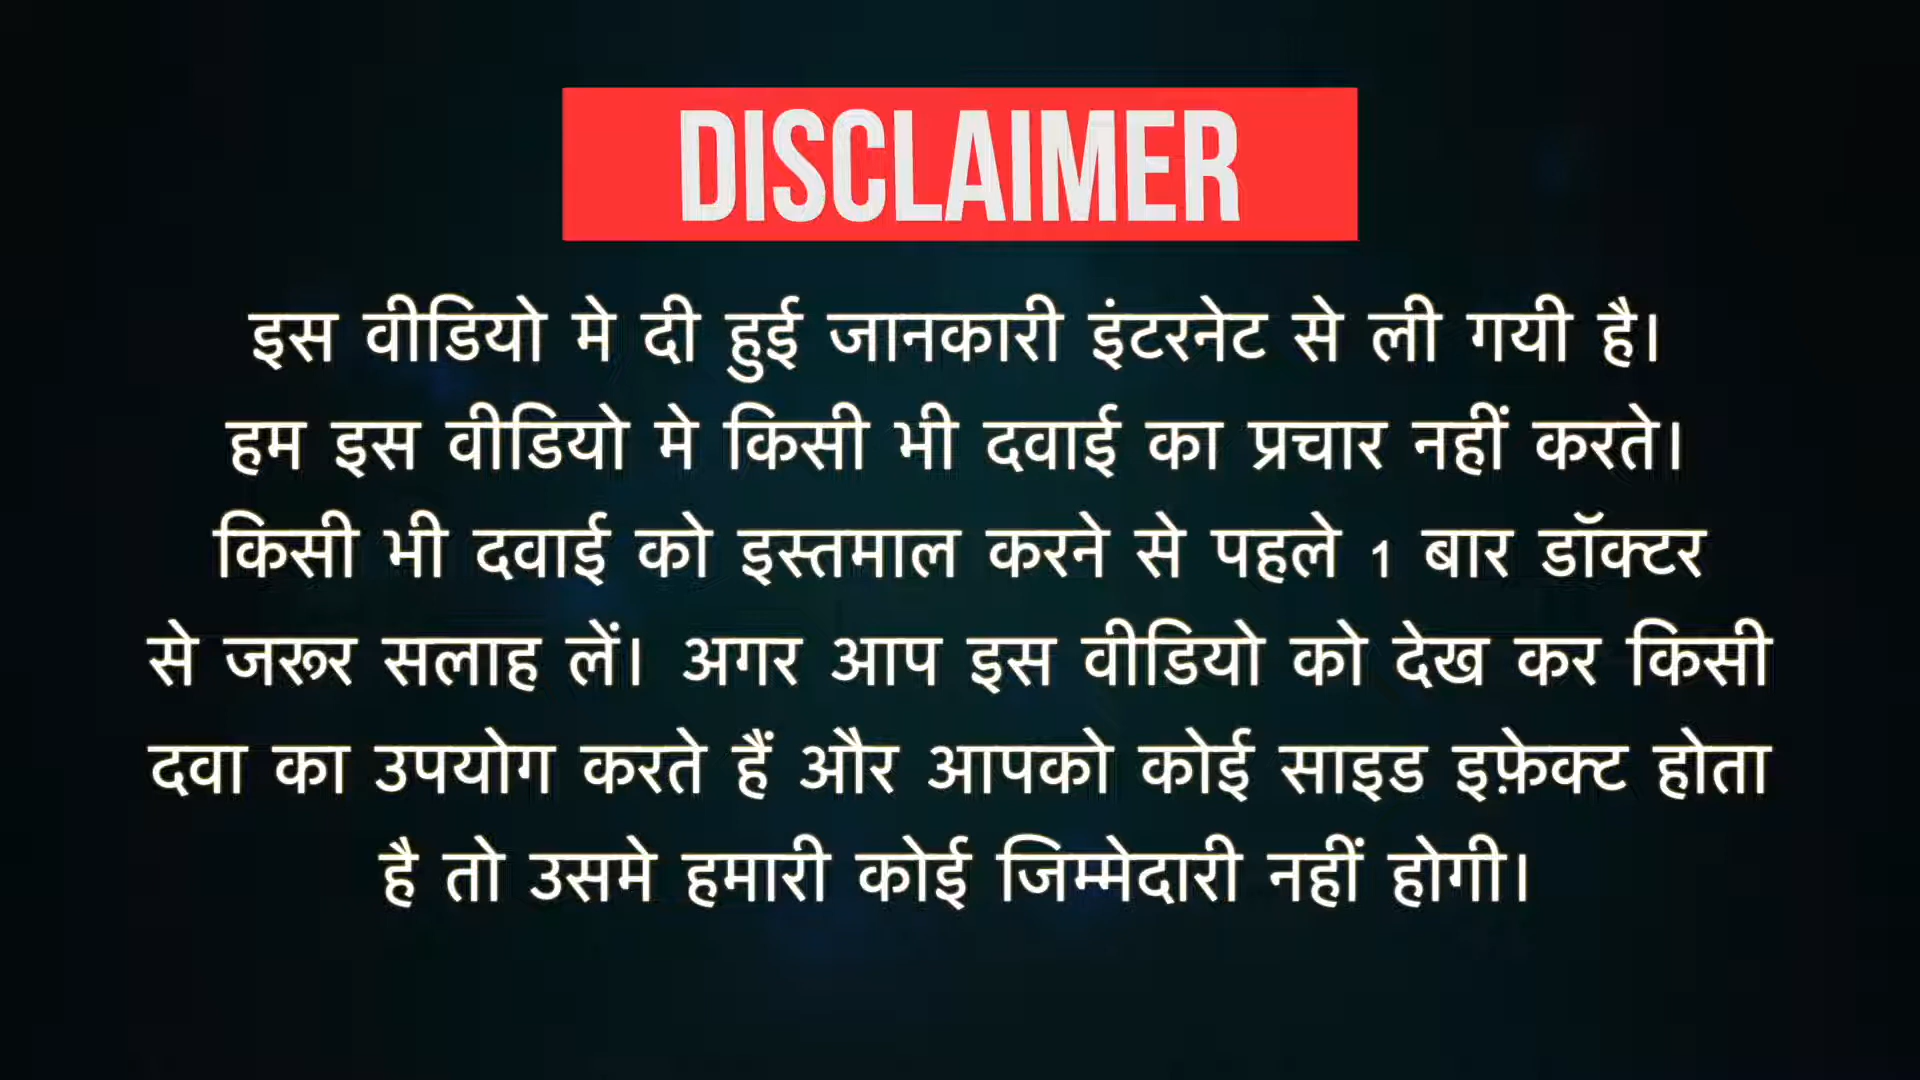 DISCLAIMER
इस वीडियो मे दी हुई जानकारी इंटरनेट से ली गयी है।
हम इस वीडियो मे किसी भी दवाई का प्रचार नहीं करते।
किसी भी दवाई को इस्तमाल करने से पहले 1 बार डॉक्टर
से जरूर सलाह लें। अगर आप इस वीडियो को देख कर किसी
दवा का उपयोग करते हैं और आपको कोई साइड इफ़ेक्ट होता
है तो उसमे हमारी कोई जिम्मेदारी नहीं होगी।